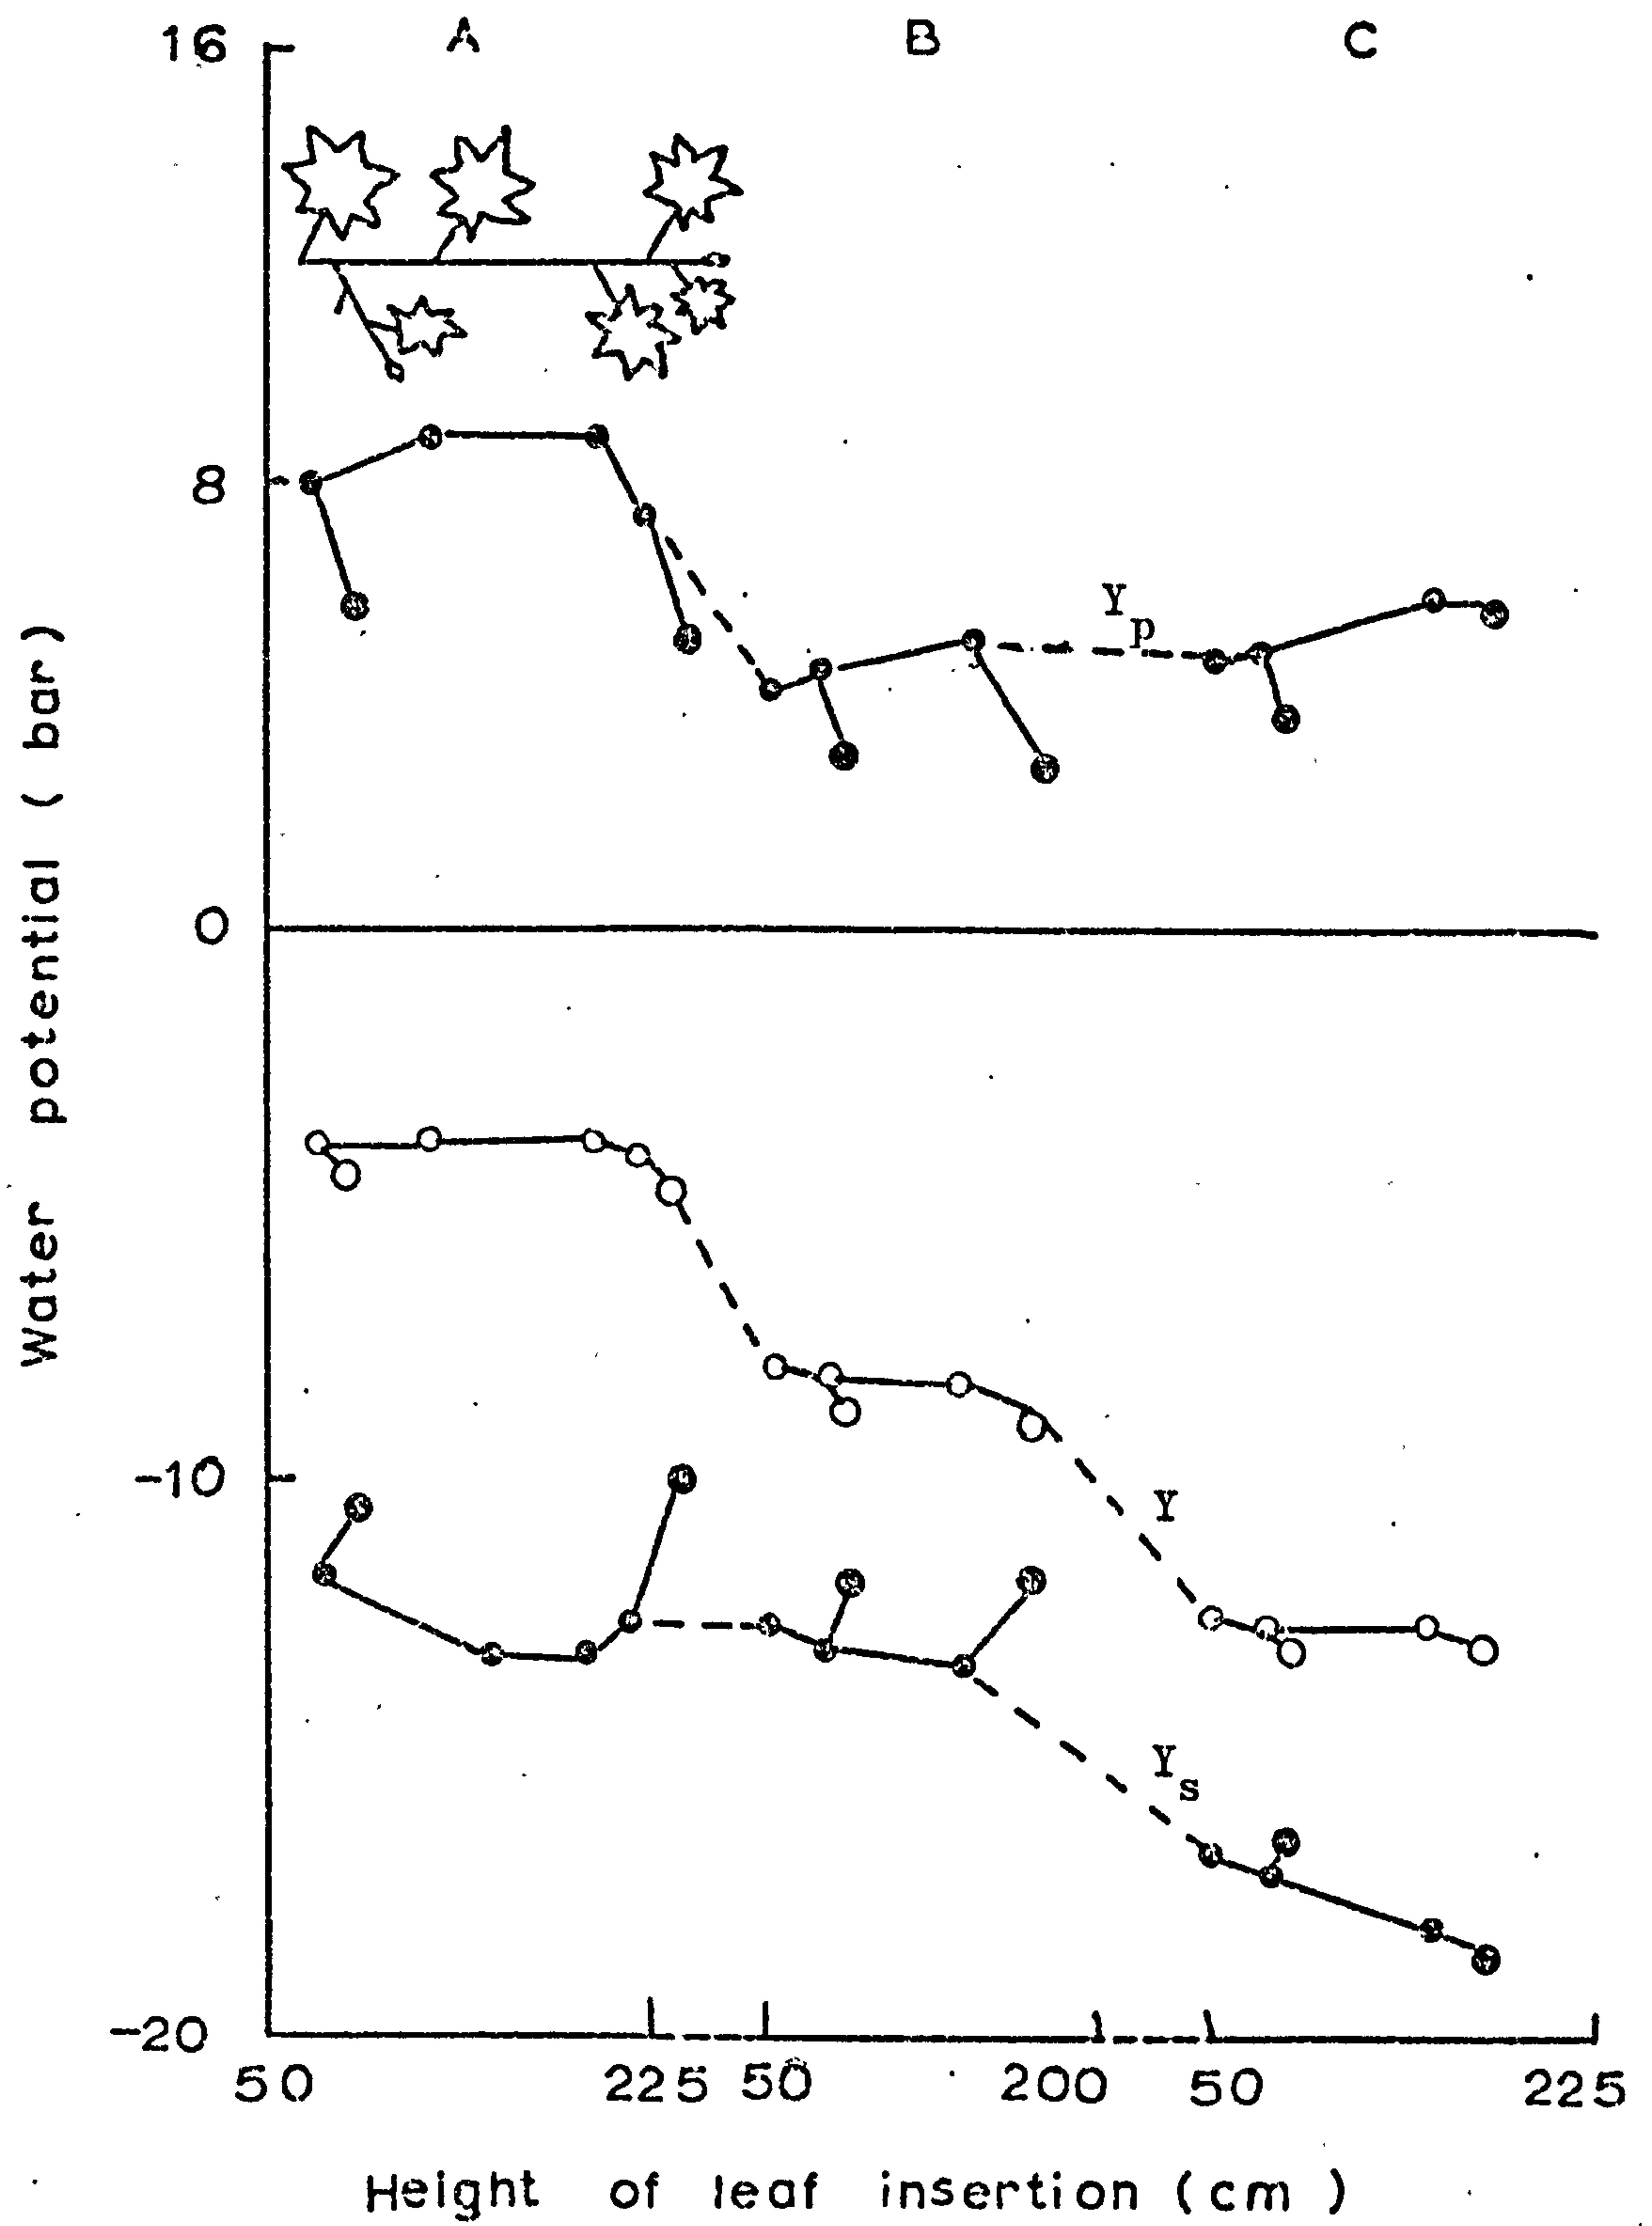 A B C
16
8
0
-10
-20
Water potential ( bar )
Y_p
Y
Y_s
50 225 50 200 50 225
Height of leaf insertion ( cm )